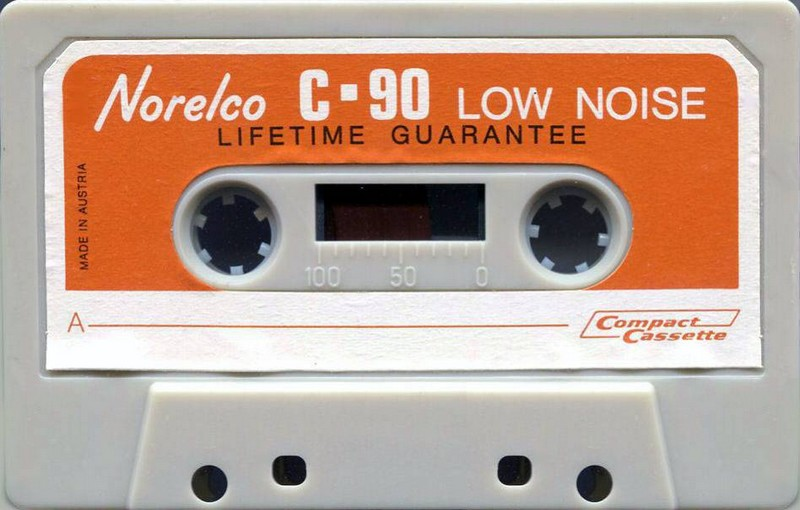 Norelco C-90 LOW NOISE
LIFETIME GUARANTEE
MADE IN AUSTRIA
100 50 0
A
Compact
Cassette